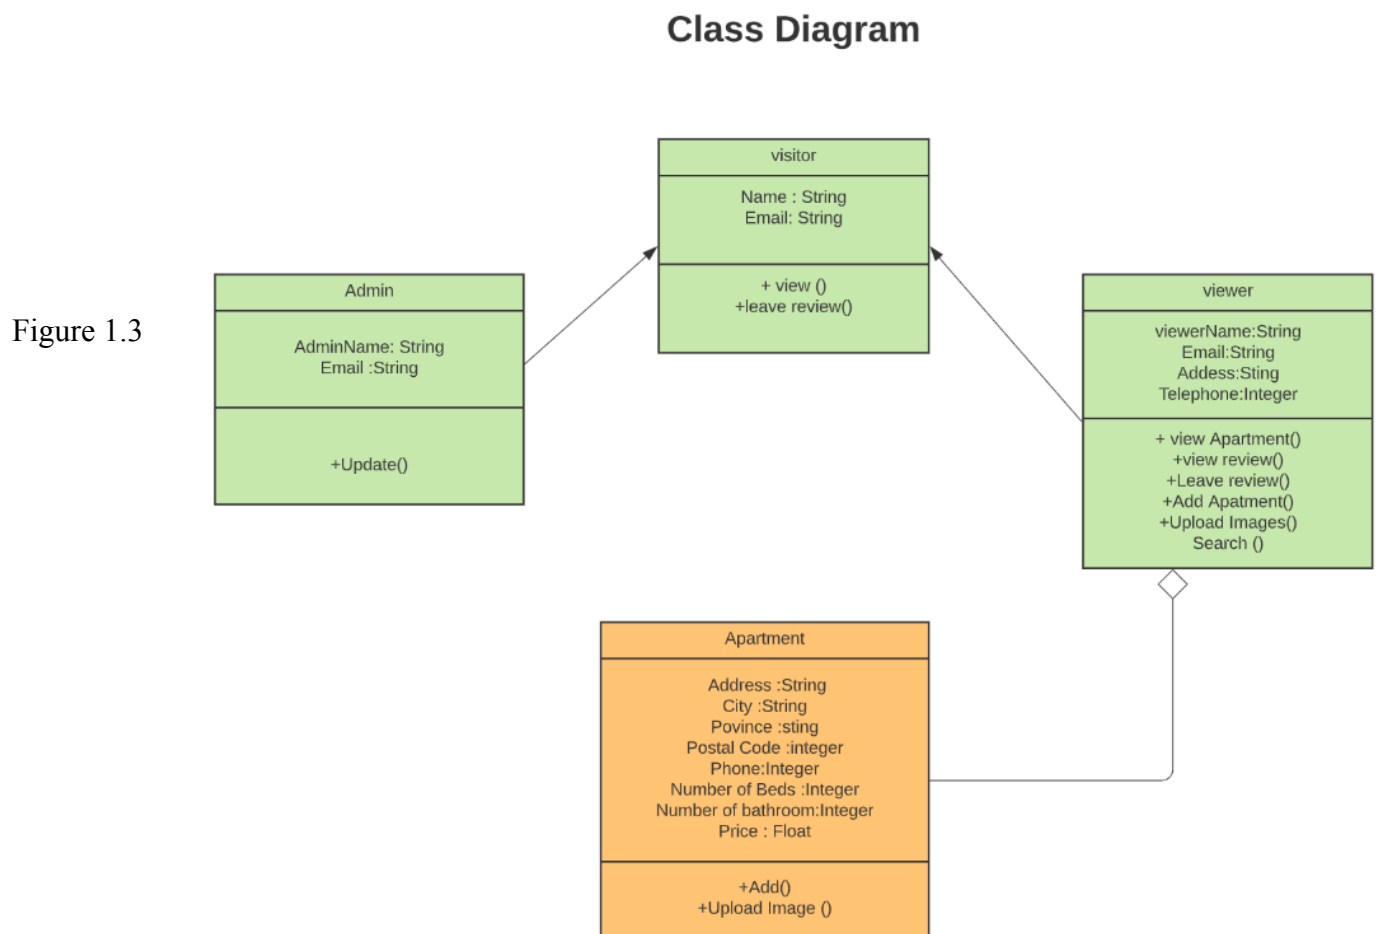 Class Diagram
visitor
Name : String
Email: String
+ view ()
+leave review()
Figure 1.3
Admin
AdminName: String
Email :String
+Update()
viewer
viewerName:String
Email:String
Addess:Sting
Telephone:Integer
+ view Apartment()
+view review()
+Leave review()
+Add Apatment()
+Upload Images()
Search ()
Apartment
Address :String
City :String
Povince :sting
Postal Code :integer
Phone:Integer
Number of Beds :Integer
Number of bathroom:Integer
Price : Float
+Add()
+Upload Image ()